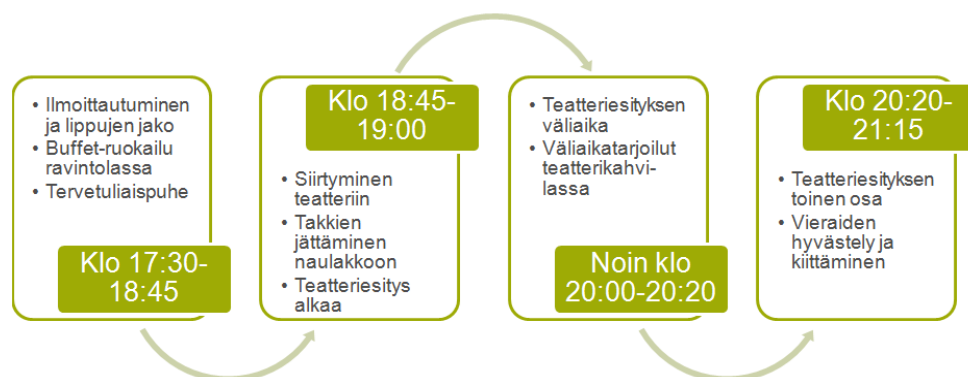 • Ilmoittautuminen
ja lippujen jako
• Buffet-ruokailu
ravintolassa
• Tervetuliaispuhe
Klo 17:30-
18:45
Klo 18:45-
19:00
• Siirtyminen
teatteriin
• Takkien
jättäminen
naulakkoon
• Teatteriesitys
alkaa
• Teatteriesityksen
väliaika
• Väliaikatarjoilut
teatterikahvi-
lassa
Noin klo
20:00-20:20
Klo 20:20-
21:15
• Teatteriesityksen
toinen osa
• Vieraiden
hyvästely ja
kiittäminen